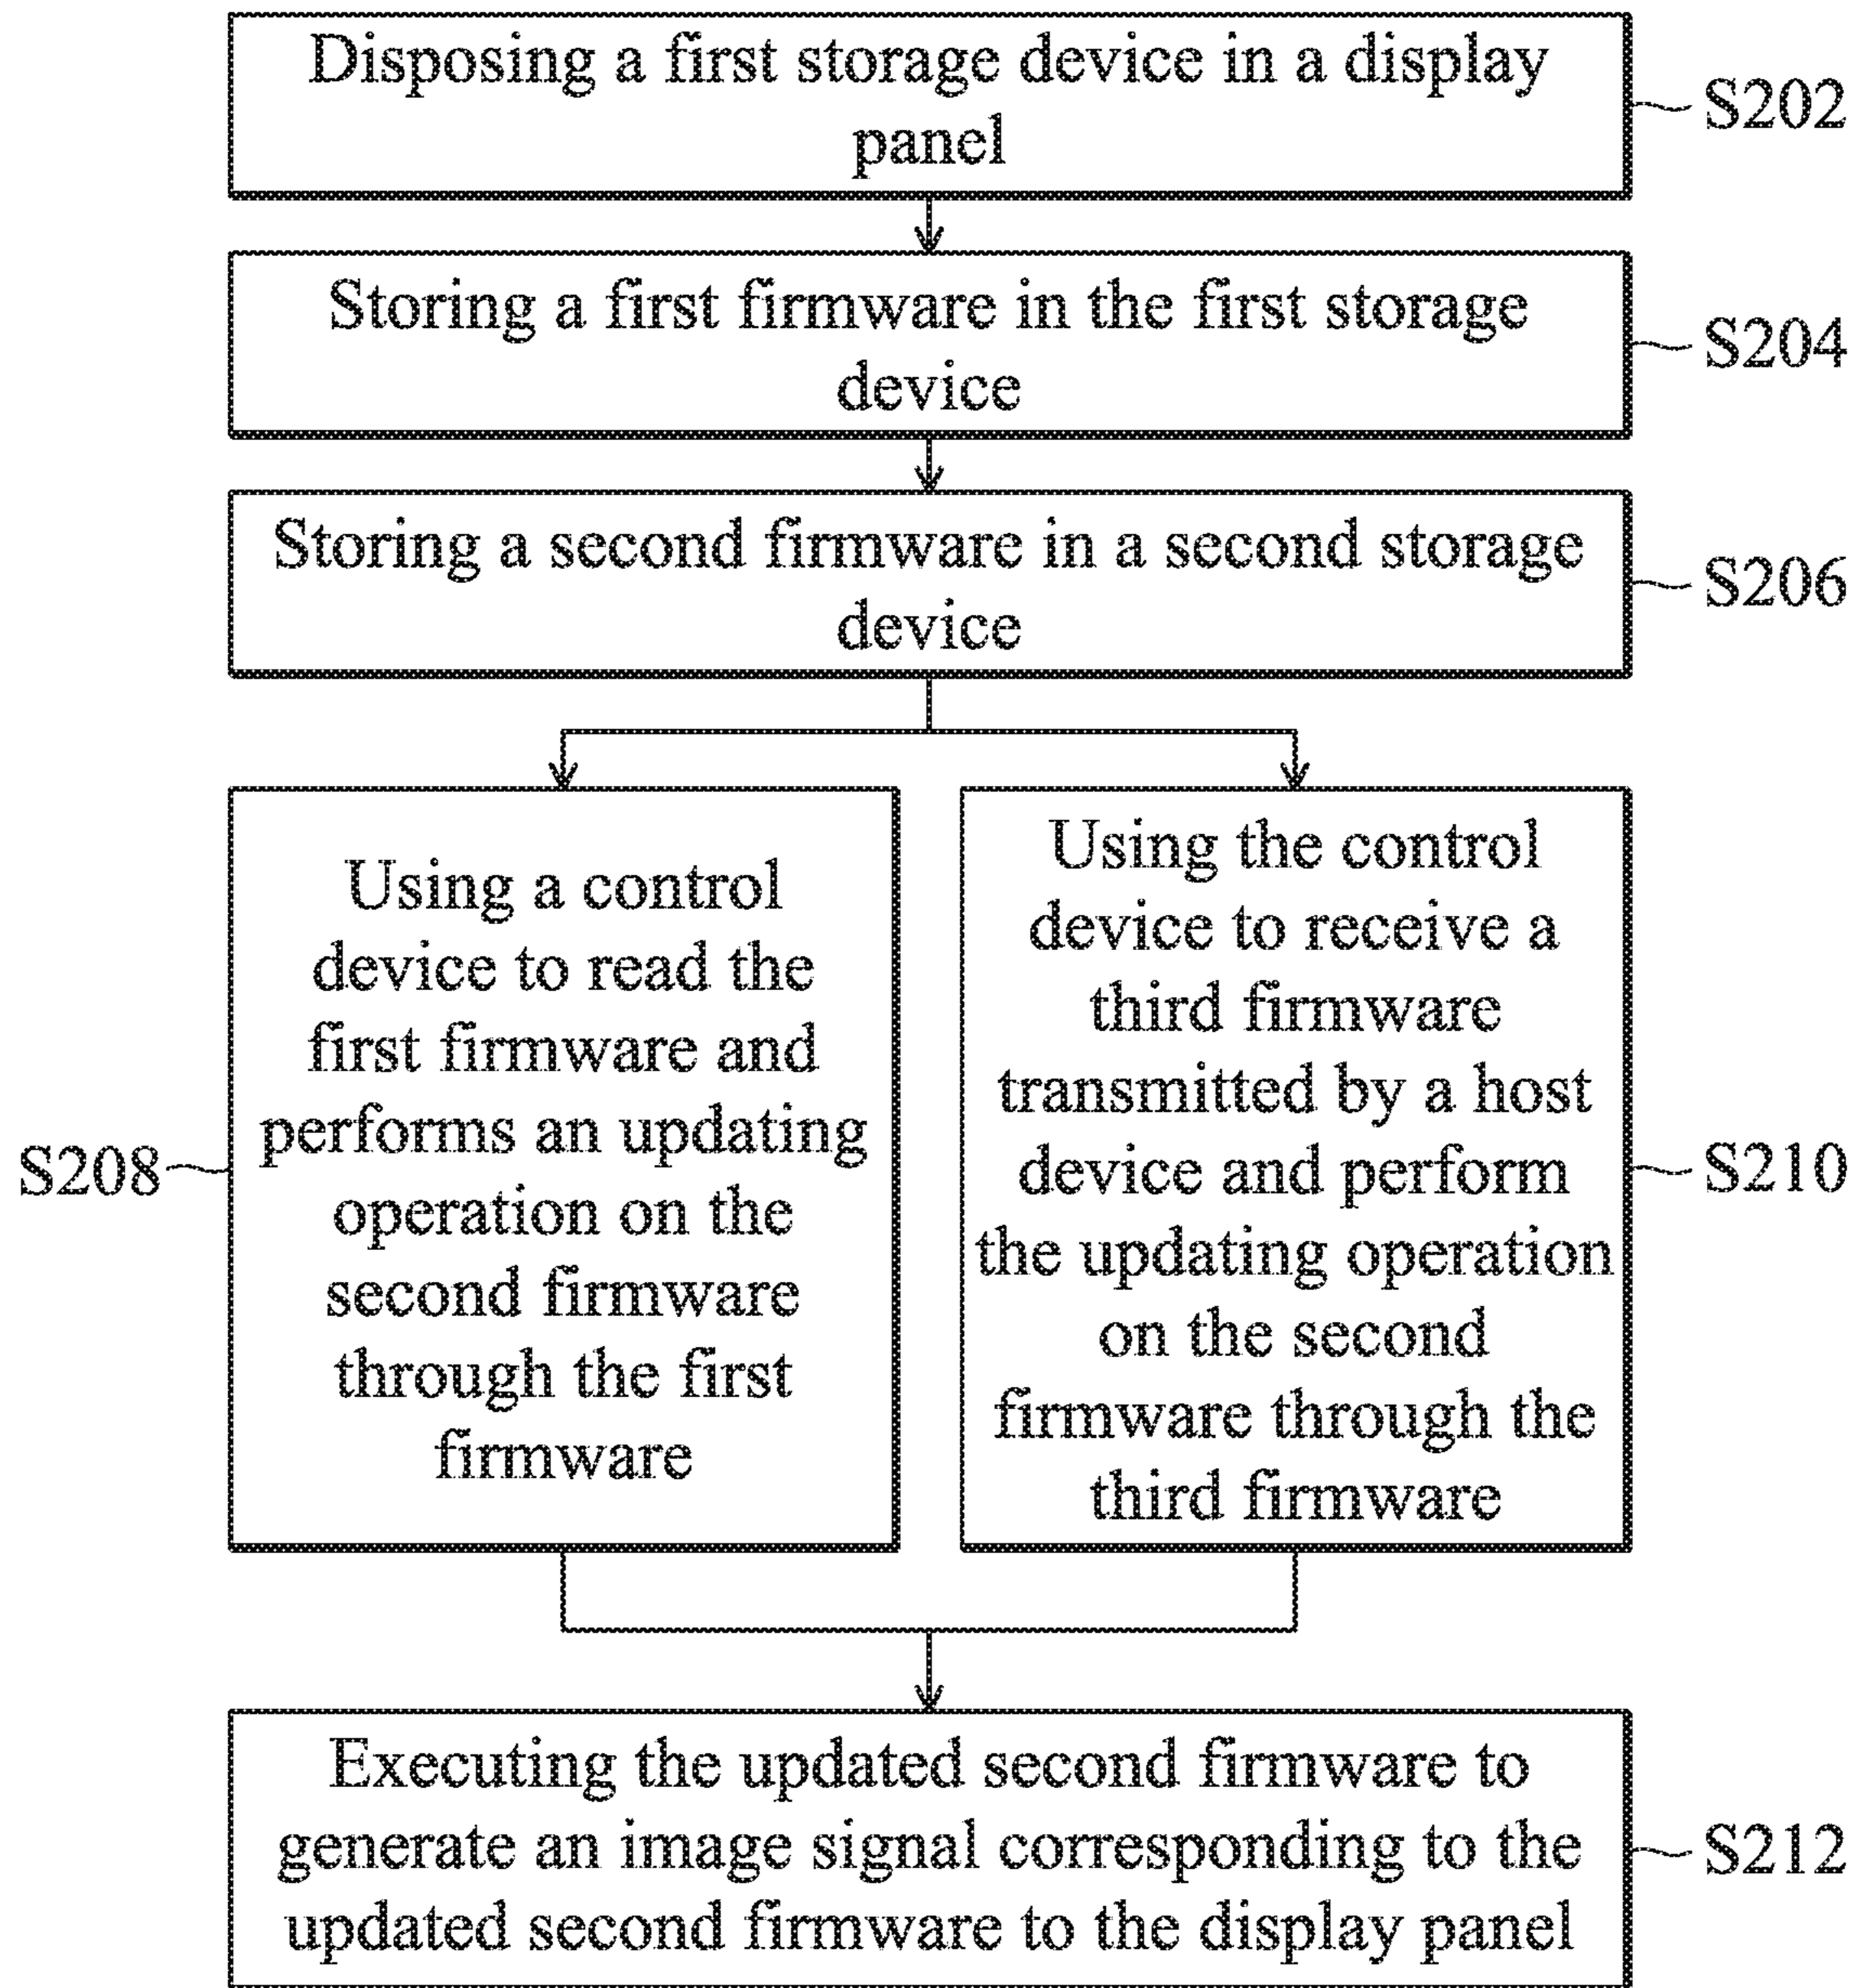 Disposing a first storage device in a display
panel
S202
Storing a first firmware in the first storage
device
S204
Storing a second firmware in a second storage
device
S206
Using a control
device to read the
first firmware and
performs an updating
operation on the
second firmware
through the first
firmware
S208
Using the control
device to receive a
third firmware
transmitted by a host
device and perform
the updating operation
on the second
firmware through the
third firmware
S210
Executing the updated second firmware to
generate an image signal corresponding to the
updated second firmware to the display panel
S212